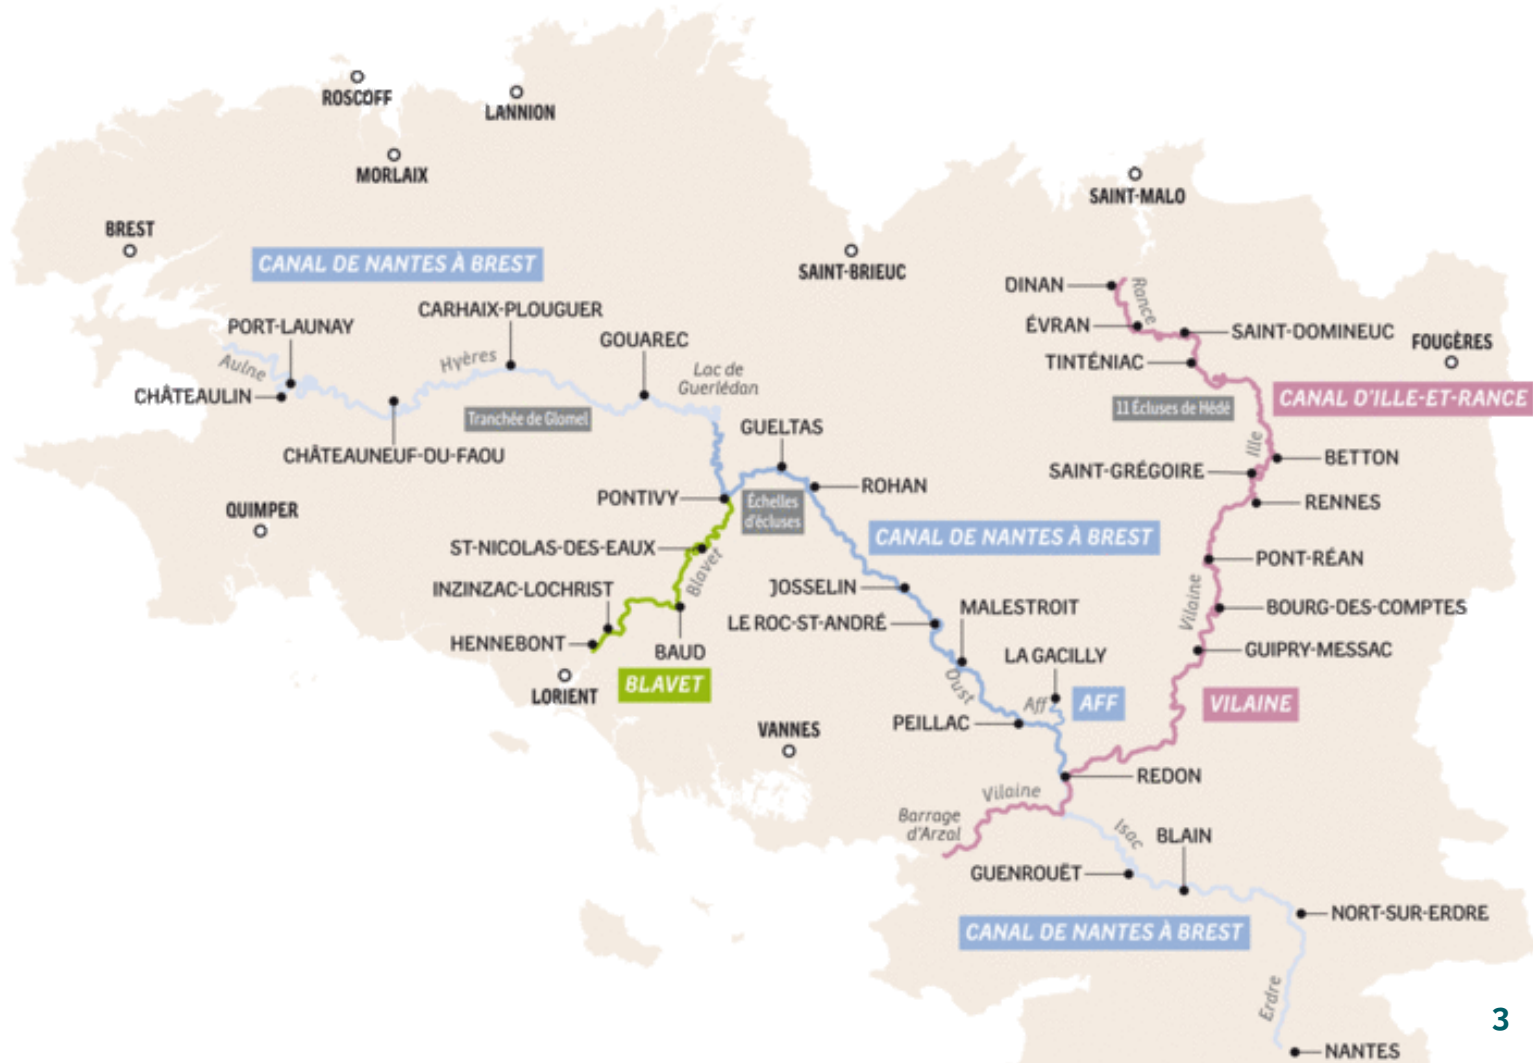 ROSCOFF
LANNION
MORLAIX
SAINT-MALO
BREST
SAINT-BRIEUC
CANAL DE NANTES À BREST
DINAN
Rance
CARHAIX-PLOUGUER
PORT-LAUNAY
ÉVRAN
SAINT-DOMINEUC
GOUAREC
FOUGÈRES
Aulne
Hyères
Lac de
Guerlédan
TINTÉNIAC
CHÂTEAULIN
CANAL D'ILLE-ET-RANCE
11 Écluses de Hédé
Tranchée de Glomel
GUELTAS
CHÂTEAUNEUF-DU-FAOU
Ille
BETTON
SAINT-GRÉGOIRE
ROHAN
PONTIVY
RENNES
Échelles
d'écluses
QUIMPER
CANAL DE NANTES À BREST
ST-NICOLAS-DES-EAUX
PONT-RÉAN
Blavet
INZINZAC-LOCHRIST
JOSSELIN
Vilaine
MALESTROIT
BOURG-DES-COMPTES
LE ROC-ST-ANDRÉ
HENNEBONT
BAUD
GUIPRY-MESSAC
LA GACILLY
BLAVET
Oust
LORIENT
Aff
AFF
VILAINE
PEILLAC
VANNES
REDON
Vilaine
Barrage
d'Arzal
Isac
BLAIN
GUENROUËT
NORT-SUR-ERDRE
CANAL DE NANTES À BREST
Erdre
3
NANTES